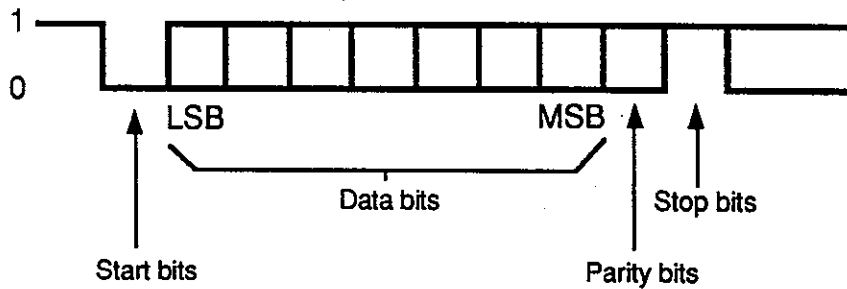 1
0
LSB MSB
Data bits Stop bits
Start bits Parity bits